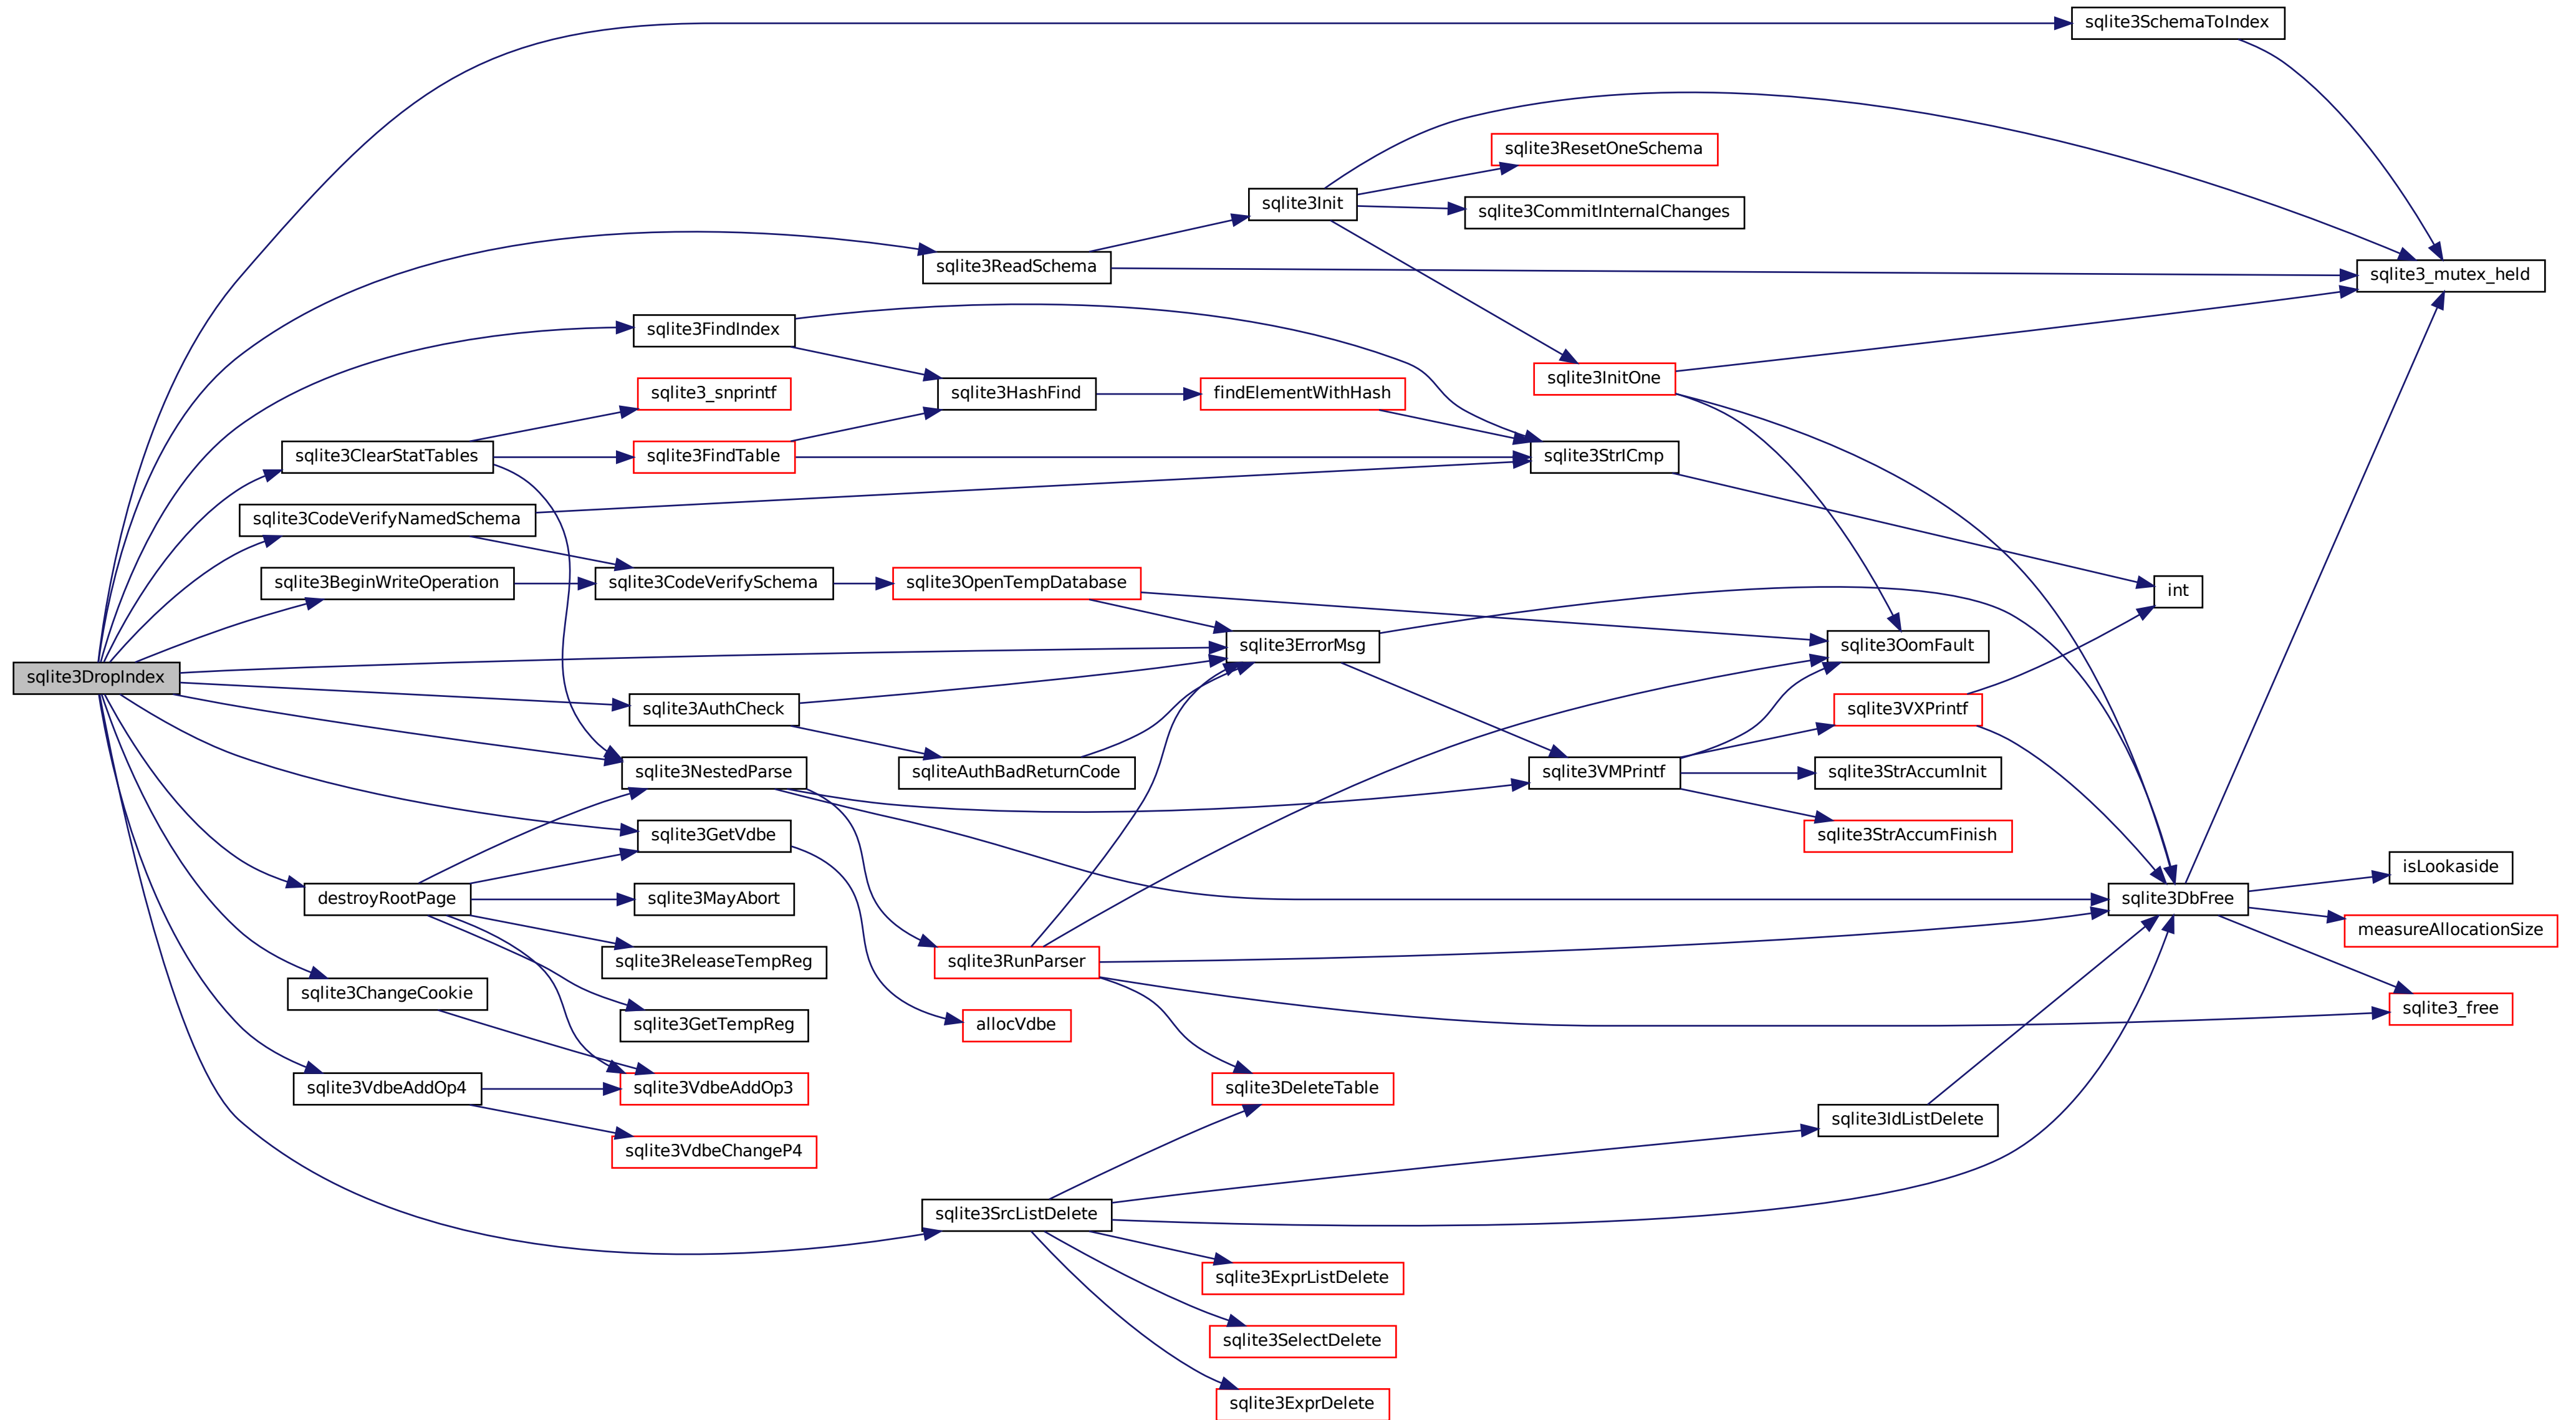 sqlite3SchemaToIndex
sqlite3ResetOneSchema
sqlite3Init
sqlite3CommitInternalChanges
sqlite3ReadSchema
sqlite3_mutex_held
sqlite3FindIndex
sqlite3InitOne
sqlite3_snprintf
sqlite3HashFind
findElementWithHash
sqlite3ClearStatTables
sqlite3FindTable
sqlite3StrICmp
sqlite3CodeVerifyNamedSchema
sqlite3BeginWriteOperation
sqlite3CodeVerifySchema
sqlite3OpenTempDatabase
int
sqlite3ErrorMsg
sqlite3OomFault
sqlite3DropIndex
sqlite3AuthCheck
sqlite3VXPrintf
sqlite3NestedParse
sqliteAuthBadReturnCode
sqlite3VMPrintf
sqlite3StrAccumInit
sqlite3GetVdbe
sqlite3StrAccumFinish
isLookaside
destroyRootPage
sqlite3MayAbort
sqlite3DbFree
measureAllocationSize
sqlite3ReleaseTempReg
sqlite3RunParser
sqlite3ChangeCookie
sqlite3_free
sqlite3GetTempReg
allocVdbe
sqlite3VdbeAddOp4
sqlite3VdbeAddOp3
sqlite3DeleteTable
sqlite3IdListDelete
sqlite3VdbeChangeP4
sqlite3SrcListDelete
sqlite3ExprListDelete
sqlite3SelectDelete
sqlite3ExprDelete